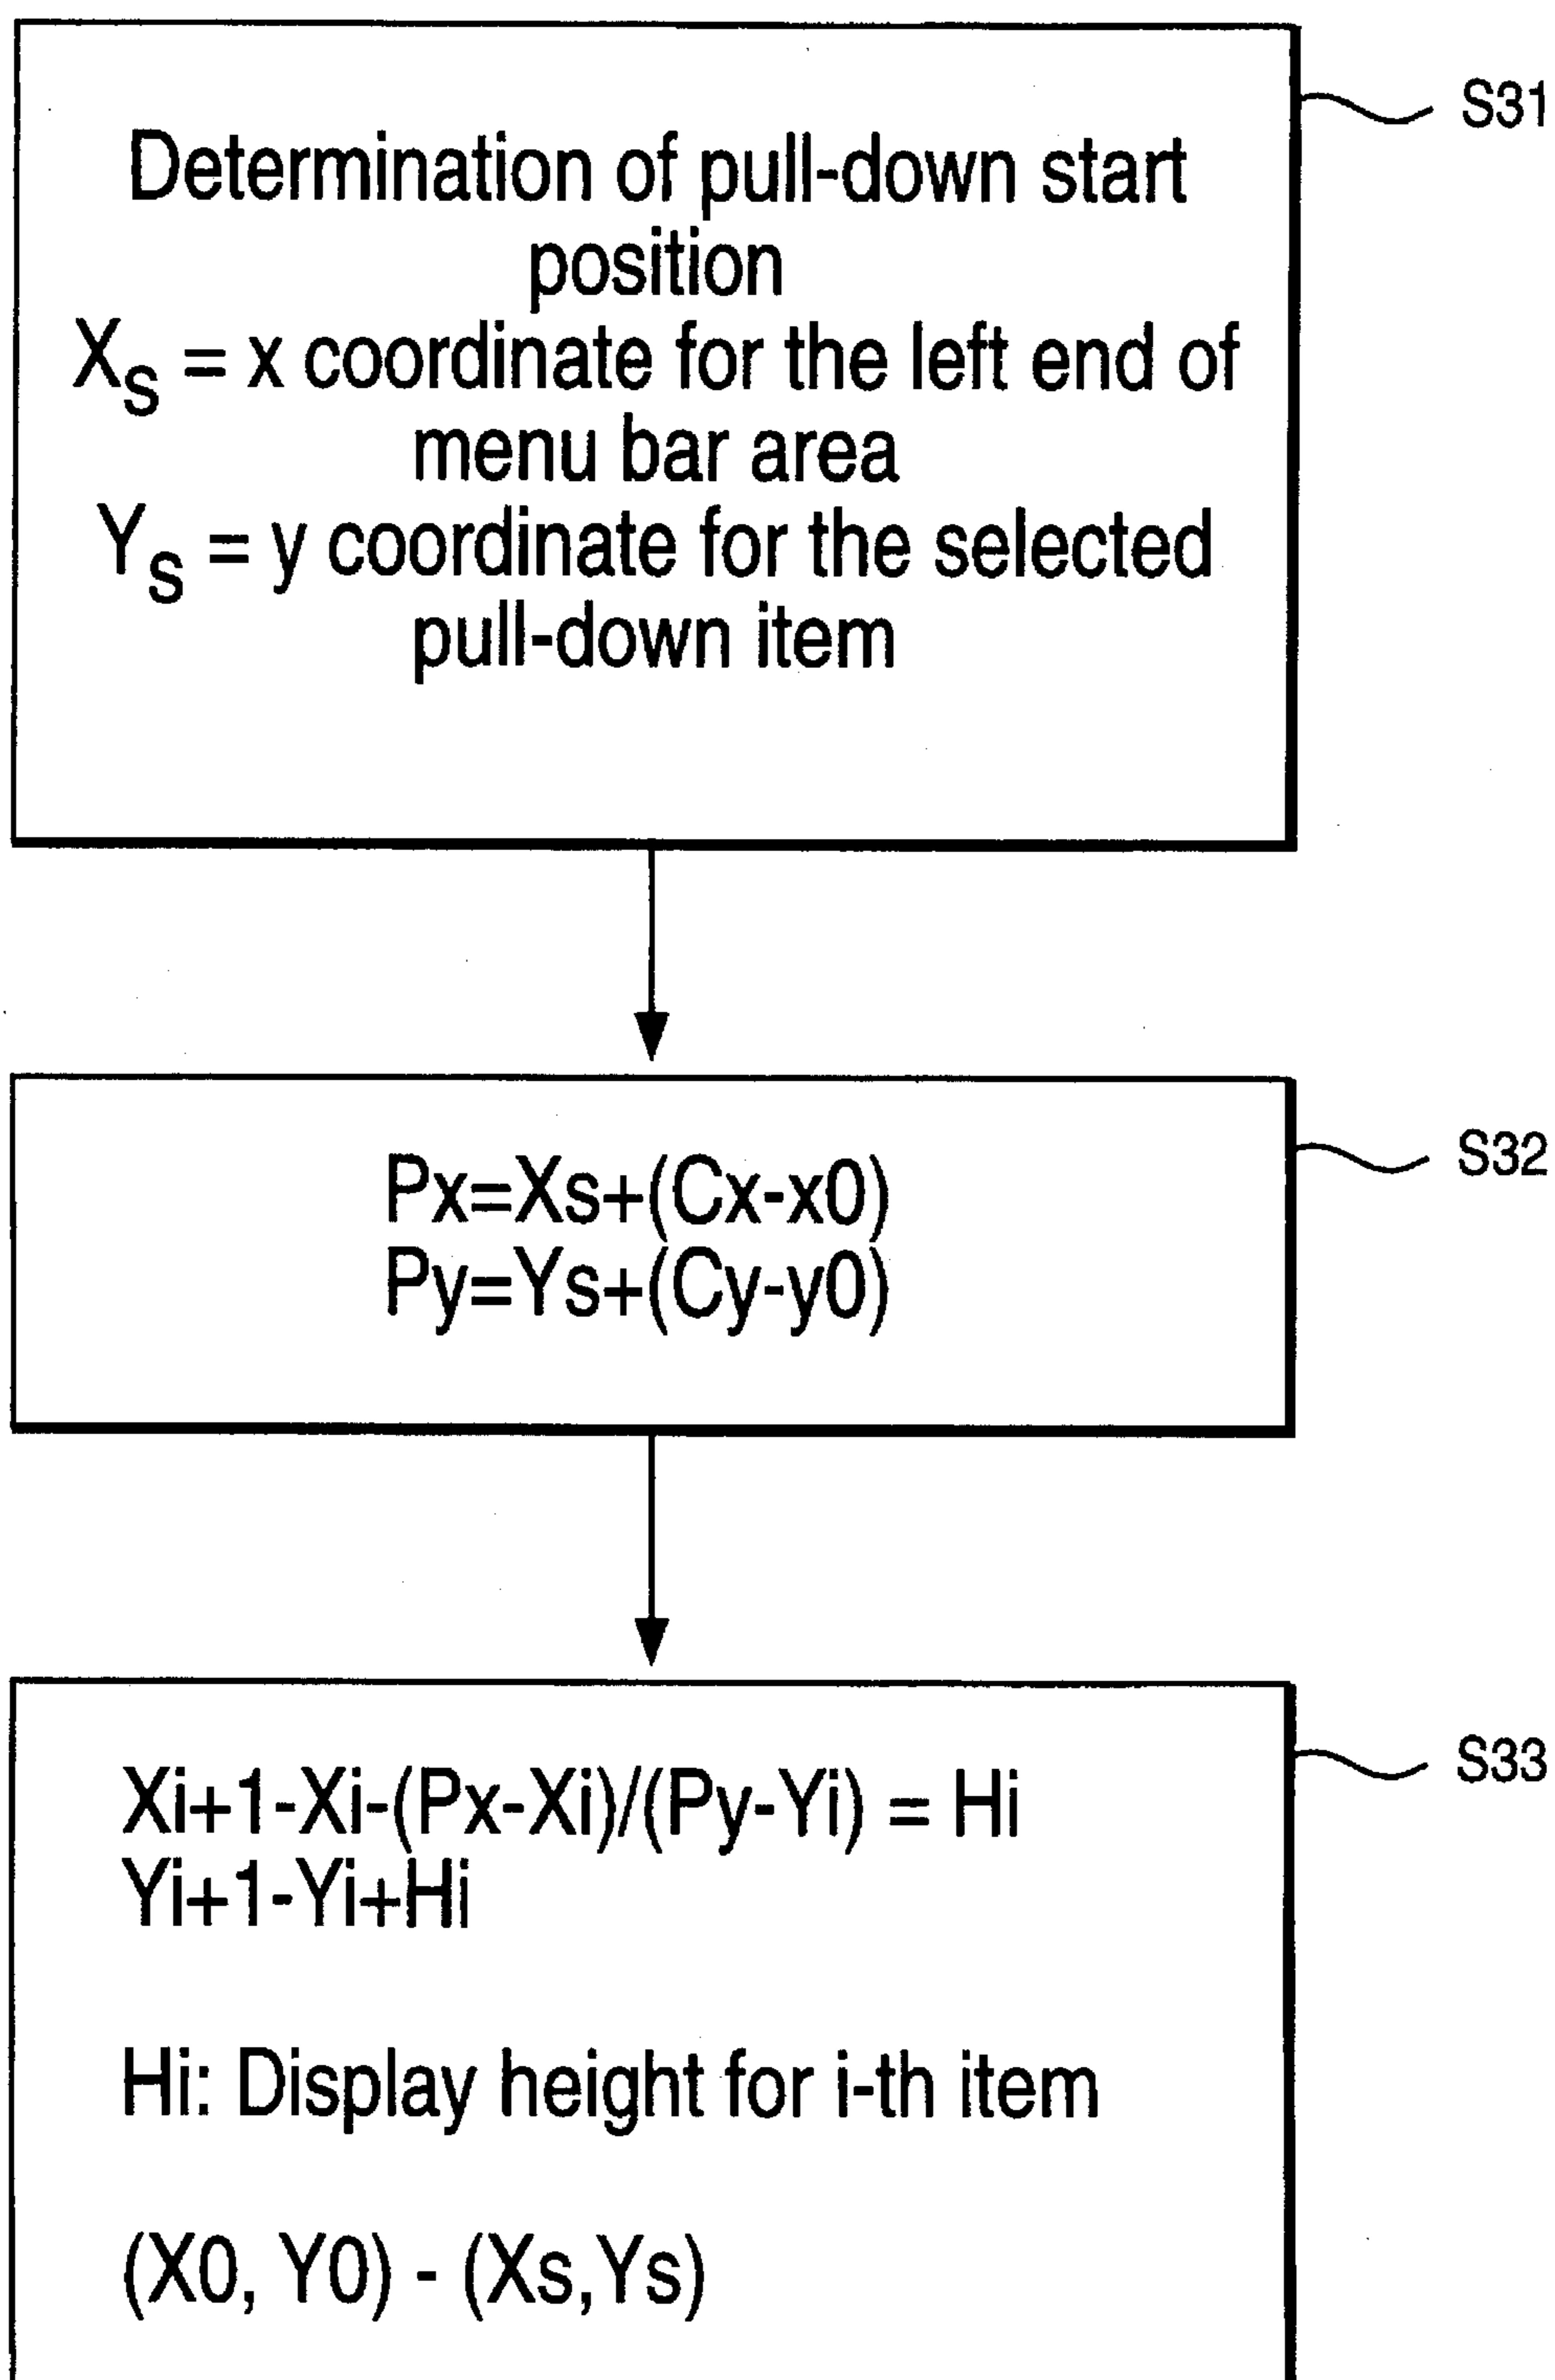 S31
Determination of pull-down start
position
Xs = x coordinate for the left end of
menu bar area
Ys = y coordinate for the selected
pull-down item
S32
Px=Xs+(Cx-x0)
Py=Ys+(Cy-y0)
S33
Xi+1-Xi-(Px-Xi)/(Py-Yi) = Hi
Yi+1-Yi+Hi
Hi: Display height for i-th item
(X0, Y0) - (Xs,Ys)